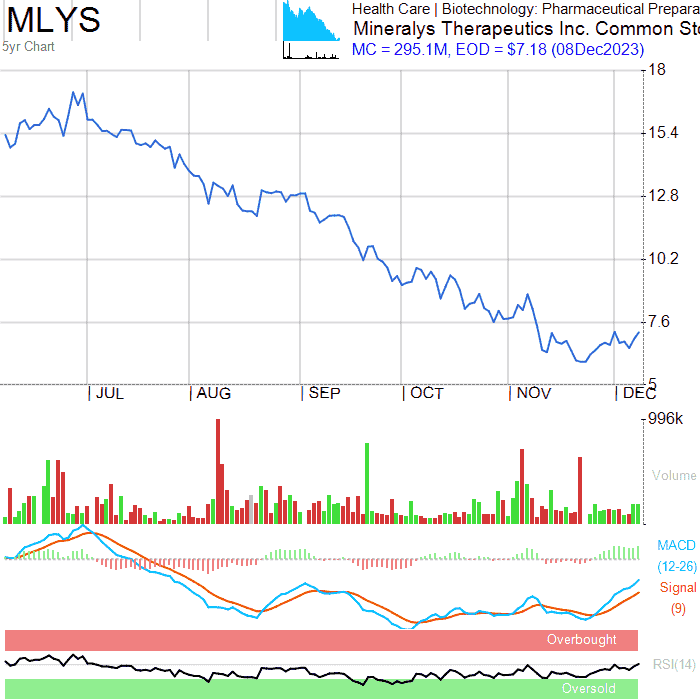 MLYS
5yr Chart
Health Care | Biotechnology: Pharmaceutical Prepara
Mineralys Therapeutics Inc. Common Sto
MC = 295.1M, EOD = $7.18 (08Dec2023)
18
15.4
12.8
10.2
7.6
5
JUL AUG SEP OCT NOV DEC
996k
Volume
MACD
(12-26)
Signal
(9)
Overbought
RSI(14)
Oversold